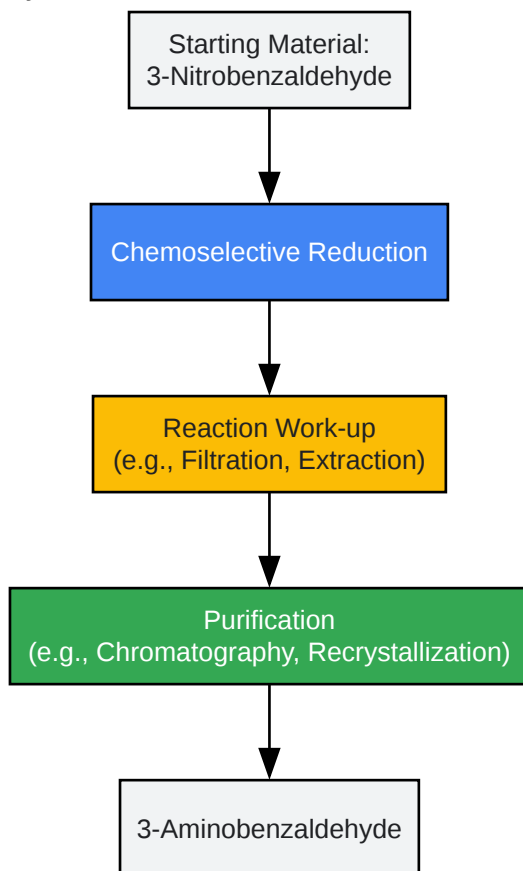 Starting Material:
3-Nitrobenzaldehyde
Chemoselective Reduction
Reaction Work-up
(e.g., Filtration, Extraction)
Purification
(e.g., Chromatography, Recrystallization)
3-Aminobenzaldehyde